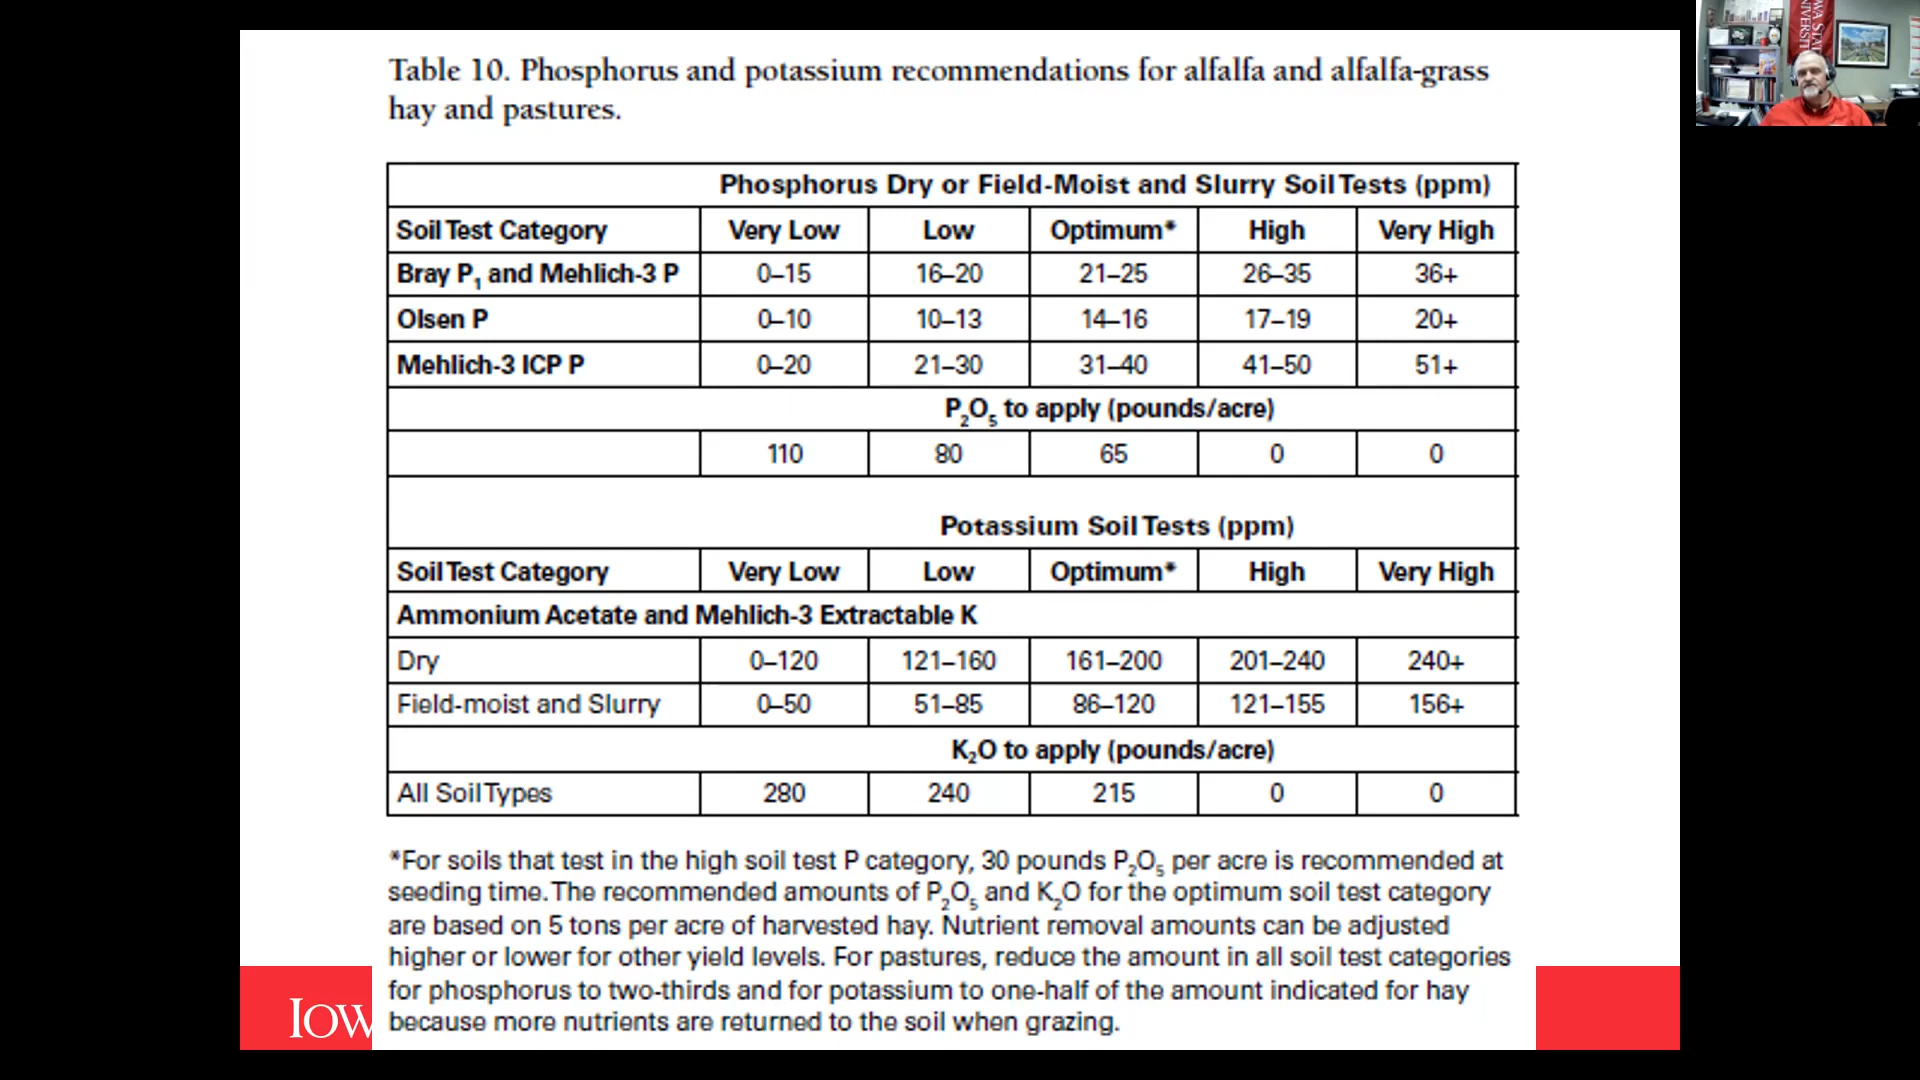 Table 10. Phosphorus and potassium recommendations for alfalfa and alfalfa-grass
hay and pastures.
Phosphorus Dry or Field-Moist and Slurry Soil Tests (ppm)
Soil Test Category Very Low Low Optimum* High Very High
Bray P₁ and Mehlich-3 P 0–15 16–20 21–25 26–35 36+
Olsen P 0–10 10–13 14–16 17–19 20+
Mehlich-3 ICP P 0–20 21–30 31–40 41–50 51+
P₂O₅ to apply (pounds/acre)
110 80 65 0 0
Potassium Soil Tests (ppm)
Soil Test Category Very Low Low Optimum* High Very High
Ammonium Acetate and Mehlich-3 Extractable K
Dry 0–120 121–160 161–200 201–240 240+
Field-moist and Slurry 0–50 51–85 86–120 121–155 156+
K₂O to apply (pounds/acre)
All Soil Types 280 240 215 0 0
*For soils that test in the high soil test P category, 30 pounds P₂O₅ per acre is recommended at
seeding time. The recommended amounts of P₂O₅ and K₂O for the optimum soil test category
are based on 5 tons per acre of harvested hay. Nutrient removal amounts can be adjusted
higher or lower for other yield levels. For pastures, reduce the amount in all soil test categories
for phosphorus to two-thirds and for potassium to one-half of the amount indicated for hay
because more nutrients are returned to the soil when grazing.
Iow